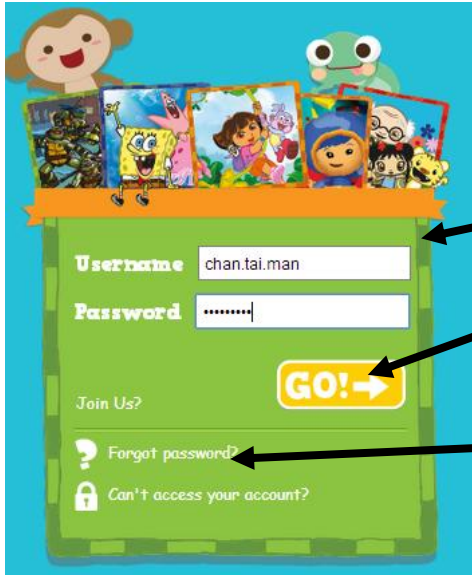 Username chan.tai.man
Password •••••••••
GO!
Join Us?
Forgot password?
Can't access your account?